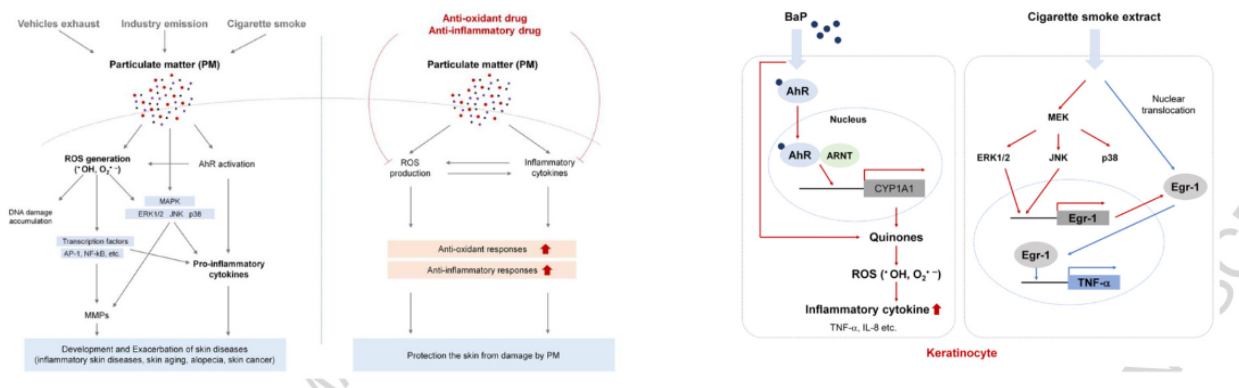 Vehicles exhaust
Industry emission
Cigarette smoke
Particulate matter (PM)
ROS generation
(•OH, O₂•−)
AhR activation
DNA damage
accumulation
MAPK
ERK1/2 JNK p38
Transcription factors
AP-1, NF-kB, etc.
Pro-inflammatory
cytokines
MMPs
Development and Exacerbation of skin diseases
(inflammatory skin diseases, skin aging, alopecia, skin cancer)
Anti-oxidant drug
Anti-inflammatory drug
Particulate matter (PM)
ROS
production
Inflammatory
cytokines
Anti-oxidant responses
Anti-inflammatory responses
Protection the skin from damage by PM
BaP
AhR
Nucleus
AhR
ARNT
CYP1A1
Quinones
ROS (•OH, O₂•−)
Inflammatory cytokine
TNF-α, IL-8 etc.
Cigarette smoke extract
Nuclear
translocation
MEK
ERK1/2
JNK
p38
Egr-1
Egr-1
Egr-1
TNF-α
Keratinocyte